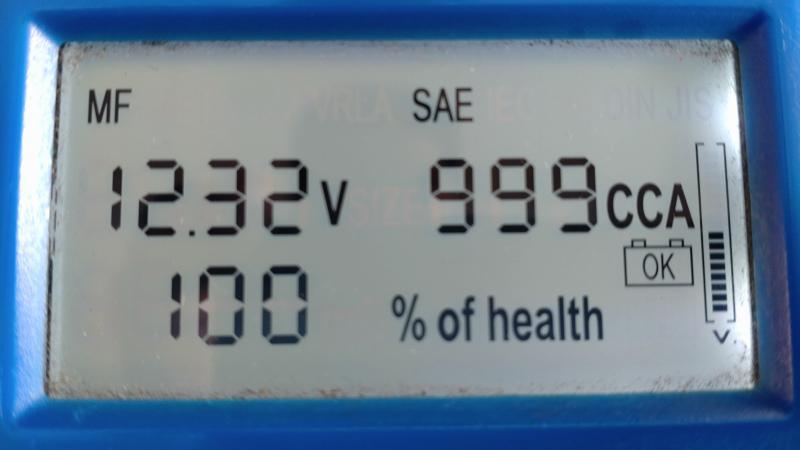 MF SAE
12.32 V 999 CCA
OK
100 % of health
V